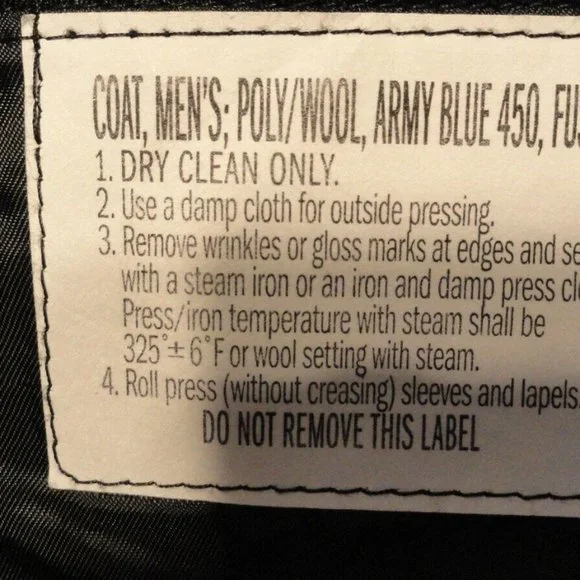 COAT, MEN'S; POLY/WOOL, ARMY BLUE 450,
1. DRY CLEAN ONLY.
2. Use a damp cloth for outside pressing.
3. Remove wrinkles or gloss marks at edges and
with a steam iron or an iron and damp press
Press/iron temperature with steam shall be
325°±6°F or wool setting with steam.
4. Roll press (without creasing) sleeves and lapels.
DO NOT REMOVE THIS LABEL